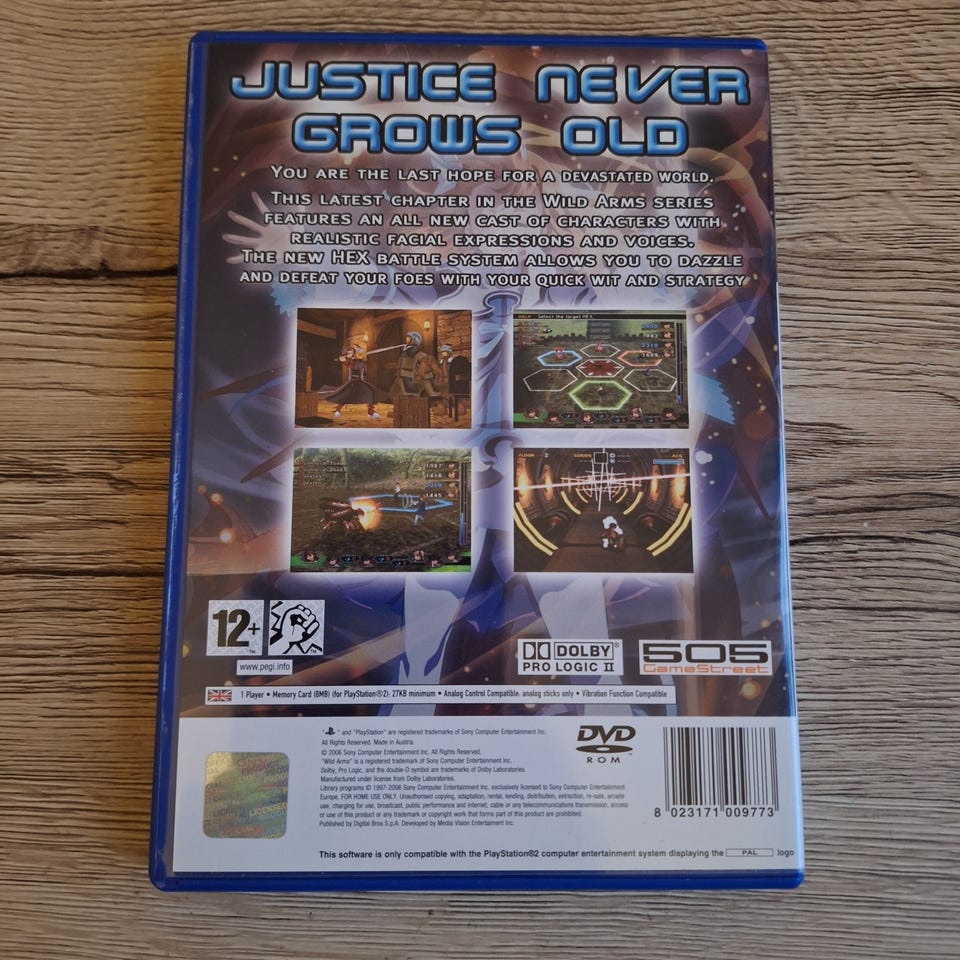 JUSTICE NEVER
GROWS OLD
YOU ARE THE LAST HOPE FOR A DEVASTATED WORLD.
THIS LATEST CHAPTER IN THE WILD ARMS SERIES
FEATURES AN ALL NEW CAST OF CHARACTERS WITH
REALISTIC FACIAL EXPRESSIONS AND VOICES.
THE NEW HEX BATTLE SYSTEM ALLOWS YOU TO DAZZLE
AND DEFEAT YOUR FOES WITH YOUR QUICK WIT AND STRATEGY
HELP Select the target HEX.
12+
www.pegi.info
DOLBY
PRO LOGIC II
505
GameStreet
1 Player • Memory Card (8MB) (for PlayStation®2): 27KB minimum • Analog Control Compatible: analog sticks only • Vibration Function Compatible
" " and "PlayStation" are registered trademarks of Sony Computer Entertainment Inc.
All Rights Reserved. Made in Austria.
© 2006 Sony Computer Entertainment Inc. All Rights Reserved.
"Wild Arms" is a registered trademark of Sony Computer Entertainment Inc.
Dolby, Pro Logic, and the double-D symbol are trademarks of Dolby Laboratories.
Manufactured under license from Dolby Laboratories.
Library programs © 1997-2006 Sony Computer Entertainment Inc. exclusively licensed to Sony Computer Entertainment
Europe. FOR HOME USE ONLY. Unauthorised copying, adaptation, rental, lending, distribution, extraction, re-sale, arcade
use, charging for use, broadcast, public performance and internet, cable or any telecommunications transmission, access
or use of this product or any trademark or copyright work that forms part of this product are prohibited.
Published by Digital Bros S.p.A. Developed by Media Vision Entertainment Inc.
DVD
ROM
8 023171 009773
This software is only compatible with the PlayStation®2 computer entertainment system displaying the PAL logo